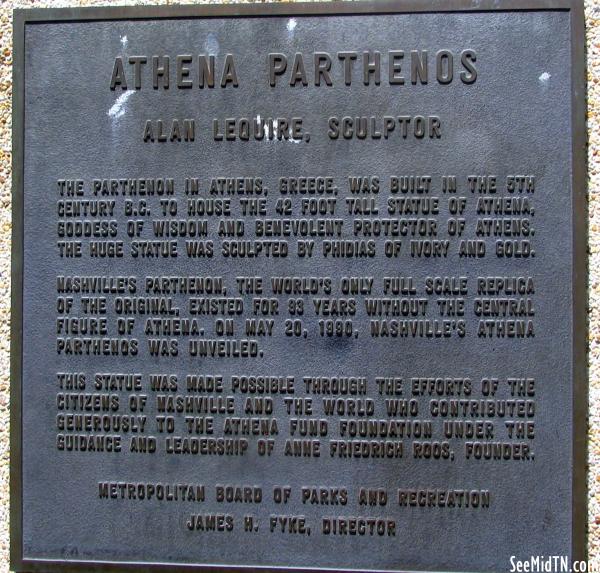 ATHENA PARTHENOS
ALAN LEQUIRE, SCULPTOR
THE PARTHENON IN ATHENS, GREECE, WAS BUILT IN THE 5TH
CENTURY B.C. TO HOUSE THE 42 FOOT TALL STATUE OF ATHENA,
GODDESS OF WISDOM AND BENEVOLENT PROTECTOR OF ATHENS.
THE HUGE STATUE WAS SCULPTED BY PHIDIAS OF IVORY AND GOLD.
NASHVILLE'S PARTHENON, THE WORLD'S ONLY FULL SCALE REPLICA
OF THE ORIGINAL, EXISTED FOR 93 YEARS WITHOUT THE CENTRAL
FIGURE OF ATHENA. ON MAY 20, 1990, NASHVILLE'S ATHENA
PARTHENOS WAS UNVEILED.
THIS STATUE WAS MADE POSSIBLE THROUGH THE EFFORTS OF THE
CITIZENS OF NASHVILLE AND THE WORLD WHO CONTRIBUTED
GENEROUSLY TO THE ATHENA FUND FOUNDATION UNDER THE
GUIDANCE AND LEADERSHIP OF ANNE FRIEDRICH ROOS, FOUNDER.
METROPOLITAN BOARD OF PARKS AND RECREATION
JAMES H. FYKE, DIRECTOR
SeeMidTN.com